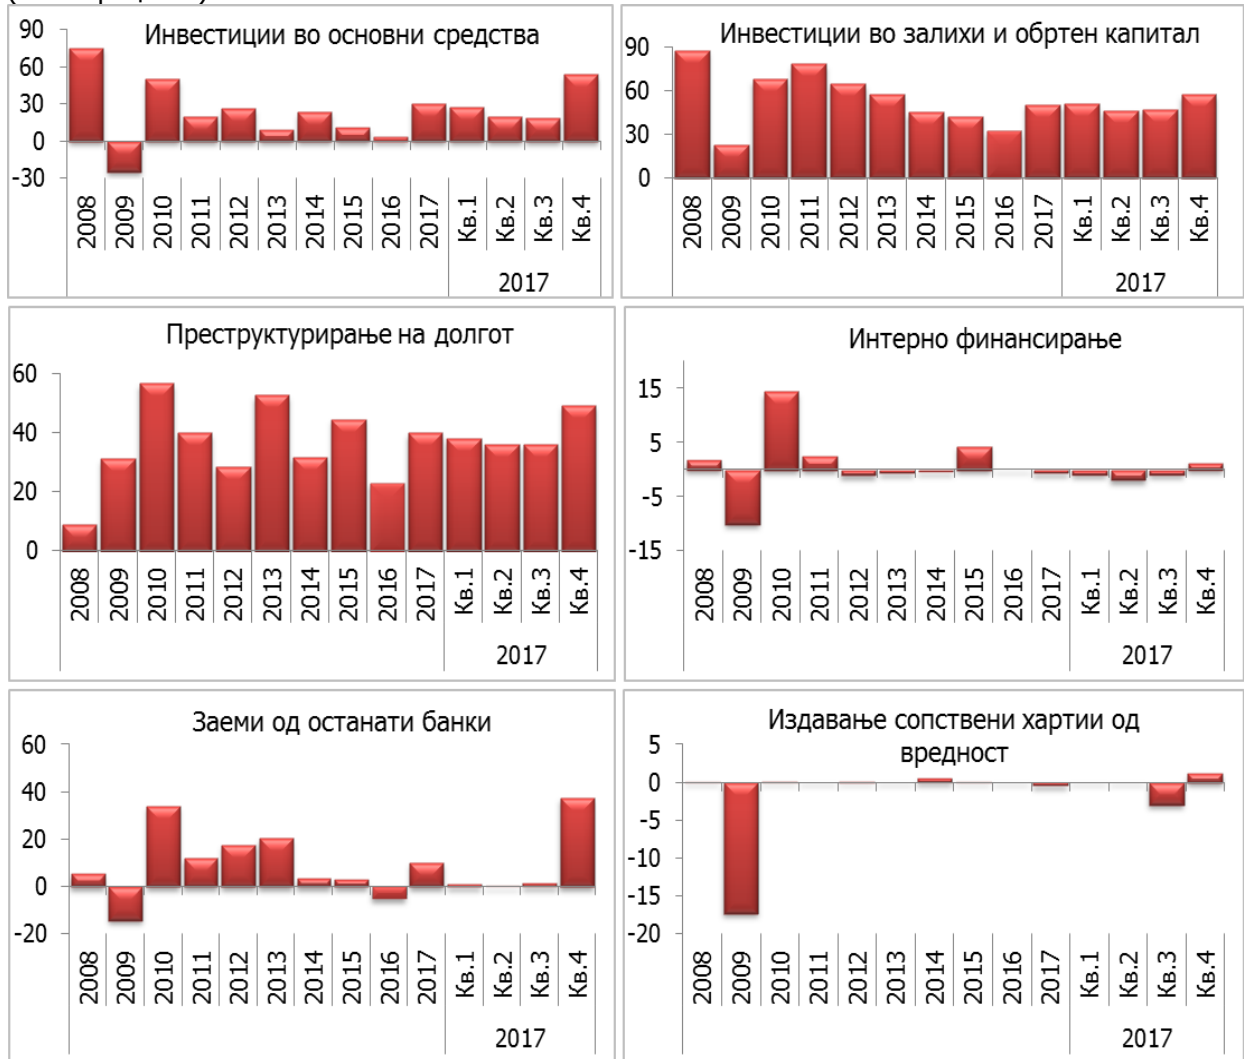 Инвестиции во основни средства
90
60
30
0
-30
2008 2009 2010 2011 2012 2013 2014 2015 2016 2017 Кв.1 Кв.2 Кв.3 Кв.4
2017
Инвестиции во залихи и обртен капитал
90
60
30
0
2008 2009 2010 2011 2012 2013 2014 2015 2016 2017 Кв.1 Кв.2 Кв.3 Кв.4
2017
Преструктурирање на долгот
60
40
20
0
2008 2009 2010 2011 2012 2013 2014 2015 2016 2017 Кв.1 Кв.2 Кв.3 Кв.4
2017
Интерно финансирање
15
5
-5
-15
2008 2009 2010 2011 2012 2013 2014 2015 2016 2017 Кв.1 Кв.2 Кв.3 Кв.4
2017
Заеми од останати банки
60
40
20
0
-20
2008 2009 2010 2011 2012 2013 2014 2015 2016 2017 Кв.1 Кв.2 Кв.3 Кв.4
2017
Издавање сопствени хартии од
вредност
5
0
-5
-10
-15
-20
2008 2009 2010 2011 2012 2013 2014 2015 2016 2017 Кв.1 Кв.2 Кв.3 Кв.4
2017